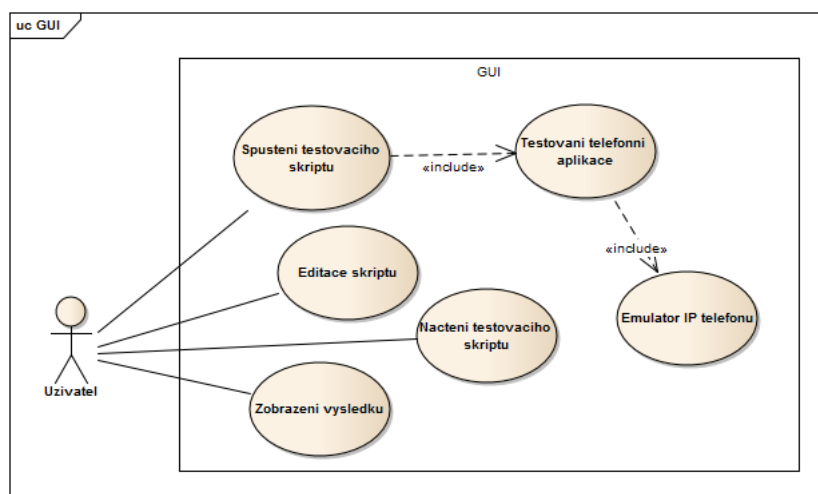 uc GUI
GUI
Spusteni testovaciho
skriptu
«include»
Testovani telefonni
aplikace
«include»
Editace skriptu
Emulator IP telefonu
Nacteni testovaciho
skriptu
Uzivatel
Zobrazeni vysledku